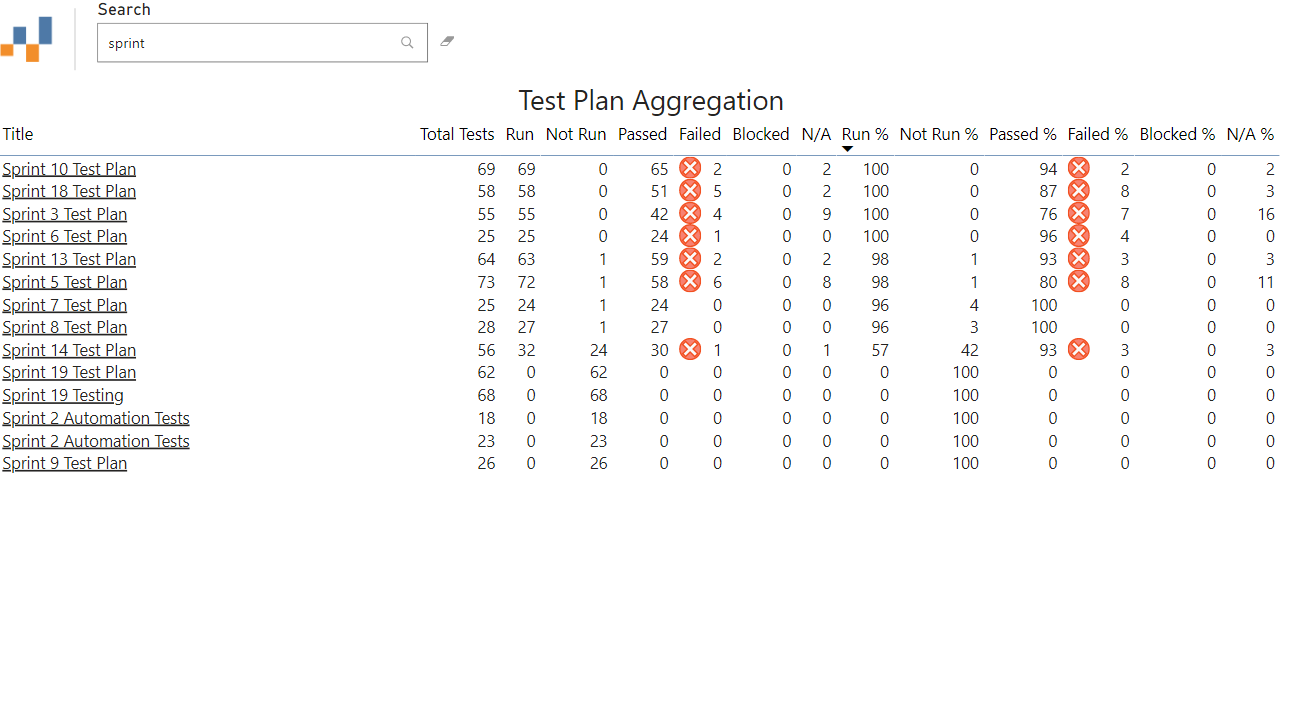 Search
sprint
Test Plan Aggregation
Title Total Tests Run Not Run Passed Failed Blocked N/A Run % Not Run % Passed % Failed % Blocked % N/A %
Sprint 10 Test Plan 69 69 0 65 2 0 2 100 0 94 2 0 2
Sprint 18 Test Plan 58 58 0 51 5 0 2 100 0 87 8 0 3
Sprint 3 Test Plan 55 55 0 42 4 0 9 100 0 76 7 0 16
Sprint 6 Test Plan 25 25 0 24 1 0 0 100 0 96 4 0 0
Sprint 13 Test Plan 64 63 1 59 2 0 2 98 1 93 3 0 3
Sprint 5 Test Plan 73 72 1 58 6 0 8 98 1 80 8 0 11
Sprint 7 Test Plan 25 24 1 24 0 0 0 96 4 100 0 0 0
Sprint 8 Test Plan 28 27 1 27 0 0 0 96 3 100 0 0 0
Sprint 14 Test Plan 56 32 24 30 1 0 1 57 42 93 3 0 3
Sprint 19 Test Plan 62 0 62 0 0 0 0 0 100 0 0 0 0
Sprint 19 Testing 68 0 68 0 0 0 0 0 100 0 0 0 0
Sprint 2 Automation Tests 18 0 18 0 0 0 0 0 100 0 0 0 0
Sprint 2 Automation Tests 23 0 23 0 0 0 0 0 100 0 0 0 0
Sprint 9 Test Plan 26 0 26 0 0 0 0 0 100 0 0 0 0